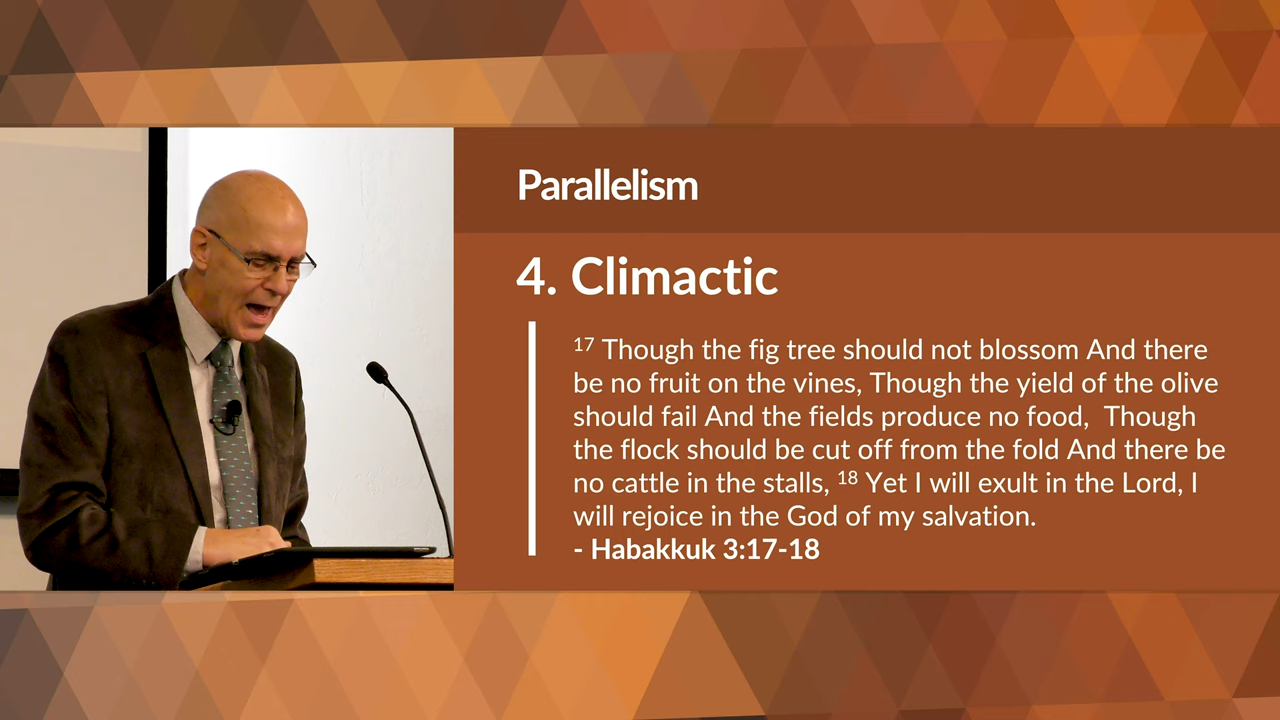 Parallelism
4. Climactic
17 Though the fig tree should not blossom And there
be no fruit on the vines, Though the yield of the olive
should fail And the fields produce no food,  Though
the flock should be cut off from the fold And there be
no cattle in the stalls, 18 Yet I will exult in the Lord, I
will rejoice in the God of my salvation.
- Habakkuk 3:17-18